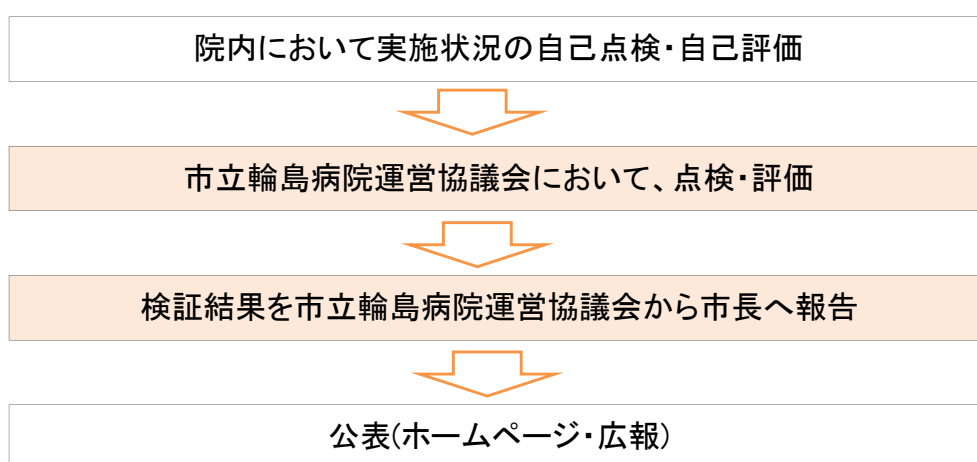 院内において実施状況の自己点検・自己評価
市立輪島病院運営協議会において、点検・評価
検証結果を市立輪島病院運営協議会から市長へ報告
公表(ホームページ・広報)